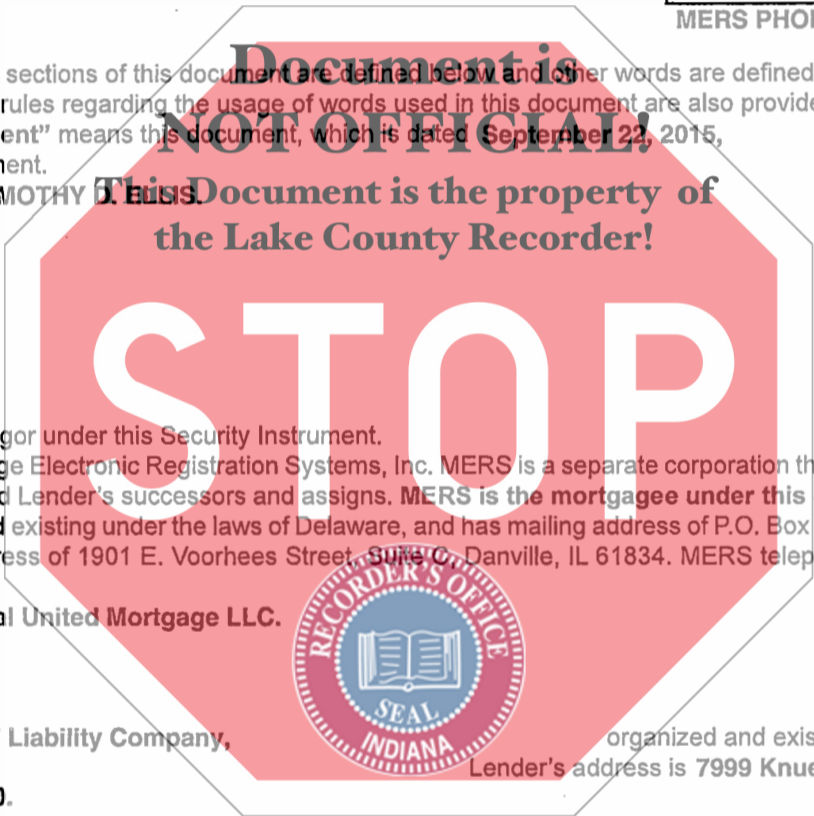 MERS PHO
Document is
sections of this document are defined below and other words are defined
rules regarding the usage of words used in this document are also provide
NOT OFFICIAL!
ent” means this document, which is dated September 22, 2015,
ent.
This Document is the property of
MOTHY D. ELLIS.
the Lake County Recorder!
STOP
gor under this Security Instrument.
ge Electronic Registration Systems, Inc. MERS is a separate corporation th
d Lender's successors and assigns. MERS is the mortgagee under this
existing under the laws of Delaware, and has mailing address of P.O. Box
ess of 1901 E. Voorhees Street, Suite C, Danville, IL 61834. MERS telep
l United Mortgage LLC.
RECORDER'S OFFICE
SEAL
INDIANA
Liability Company,
organized and exis
Lender's address is 7999 Knue